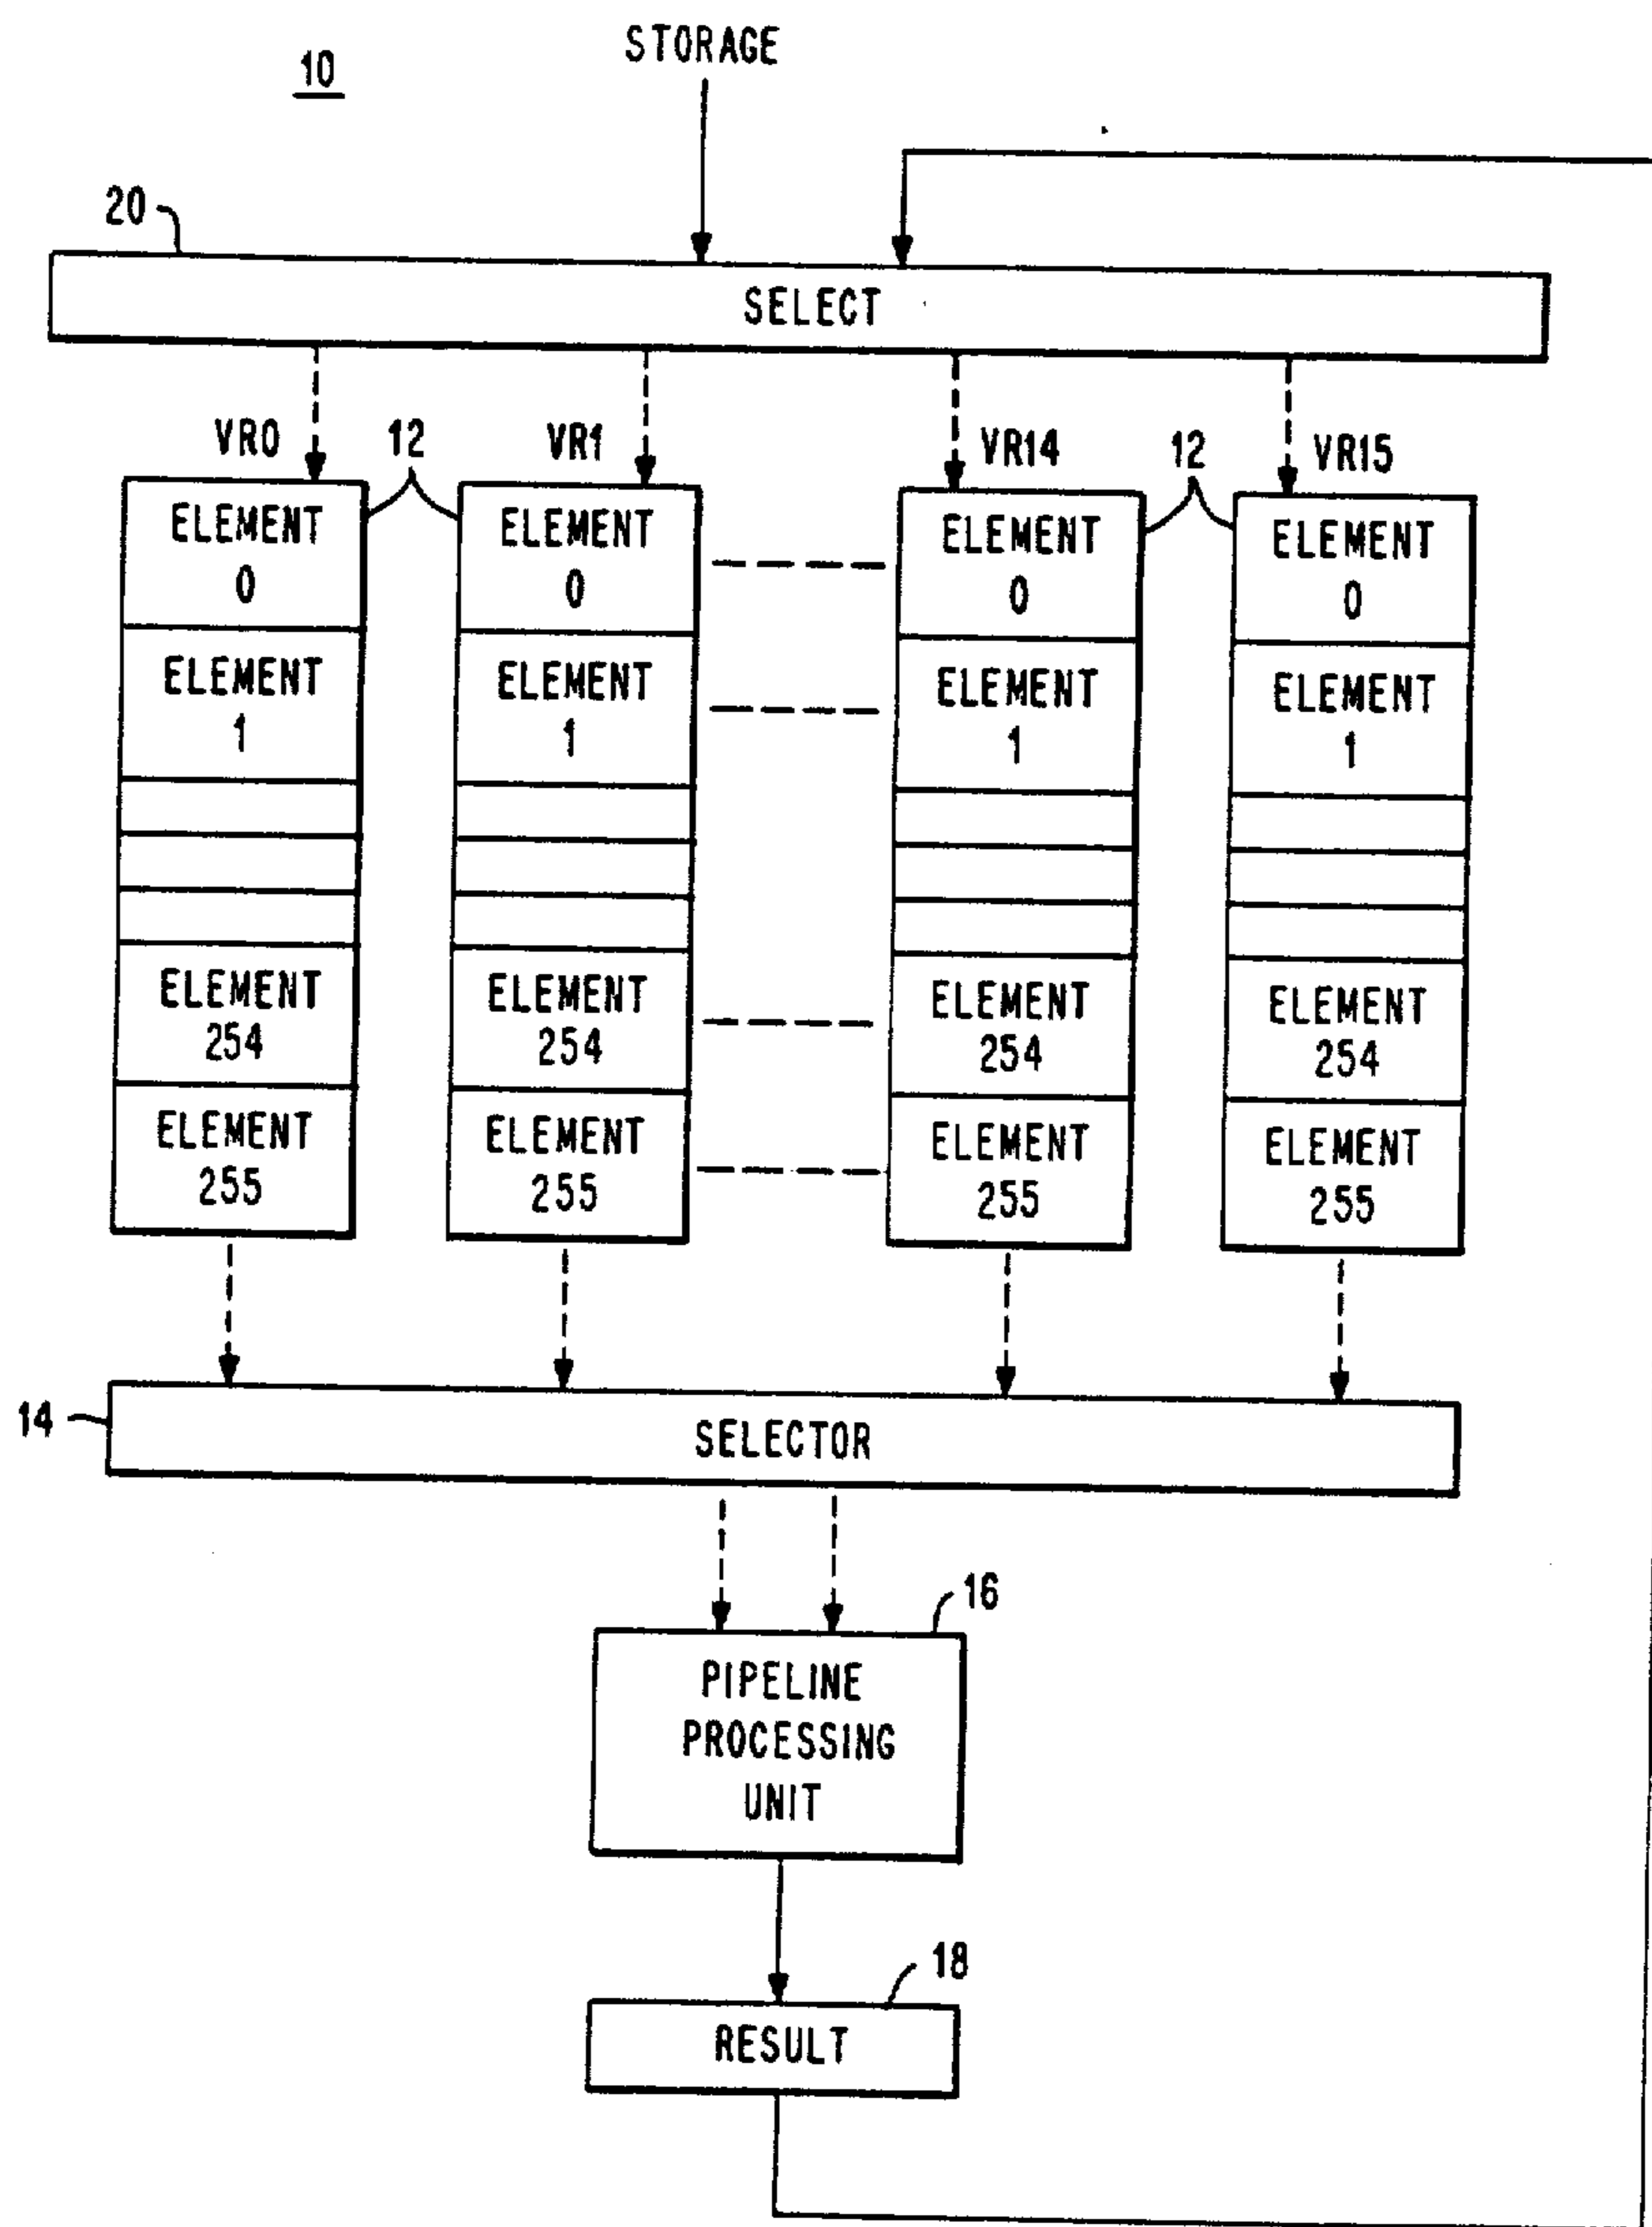 10
STORAGE
20
SELECT
VR0
12
VR1
VR14
12
VR15
ELEMENT
0
ELEMENT
0
ELEMENT
0
ELEMENT
0
ELEMENT
1
ELEMENT
1
ELEMENT
1
ELEMENT
1
ELEMENT
254
ELEMENT
254
ELEMENT
254
ELEMENT
254
ELEMENT
255
ELEMENT
255
ELEMENT
255
ELEMENT
255
14
SELECTOR
16
PIPELINE
PROCESSING
UNIT
18
RESULT